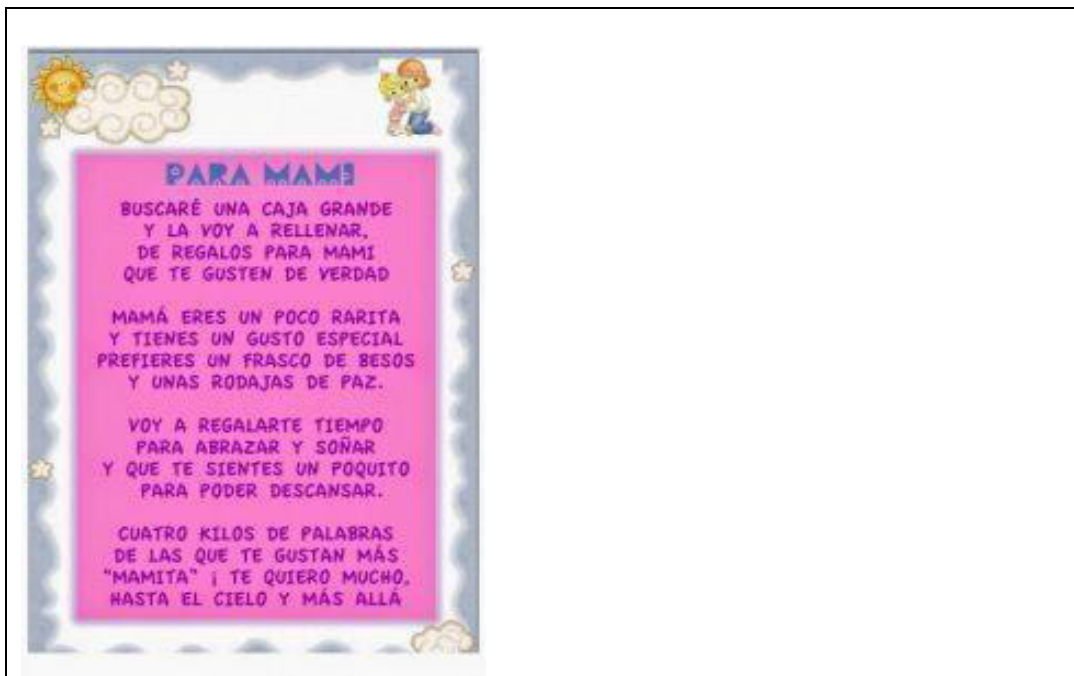 PARA MAMI
BUSCARÉ UNA CAJA GRANDE
Y LA VOY A RELLENAR,
DE REGALOS PARA MAMI
QUE TE GUSTEN DE VERDAD
MAMÁ ERES UN POCO RARITA
Y TIENES UN GUSTO ESPECIAL
PREFIERES UN FRASCO DE BESOS
Y UNAS RODAJAS DE PAZ.
VOY A REGALARTE TIEMPO
PARA ABRAZAR Y SOÑAR
Y QUE TE SIENTES UN POQUITO
PARA PODER DESCANSAR.
CUATRO KILOS DE PALABRAS
DE LAS QUE TE GUSTAN MÁS
"MAMITA" ¡ TE QUIERO MUCHO,
HASTA EL CIELO Y MÁS ALLÁ